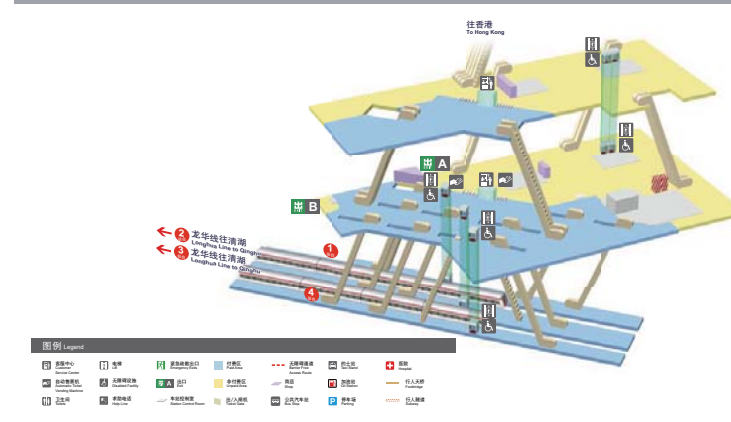 往香港
To Hong Kong
A
B
2 龙华线往清湖
Longhua Line to Qinghu
3 龙华线往清湖
Longhua Line to Qinghu
1
4
图例 Legend
客服中心
Customer
Service Center
电梯
Lift
紧急疏散出口
Emergency Exits
付费区
Paid Area
无障碍通道
Barrier Free
Access Route
的士站
Taxi Stand
医院
Hospital
自动售票机
Automatic Ticket
Vending Machine
无障碍设施
Disabled Facility
A 出口
Exit
非付费区
Unpaid Area
商店
Shop
加油站
Oil Station
行人天桥
Footbridge
卫生间
Toilets
求助电话
Help Line
车站控制室
Station Control Room
出/入闸机
Ticket Gate
公共汽车站
Bus Stop
P 停车场
Parking
行人隧道
Subway